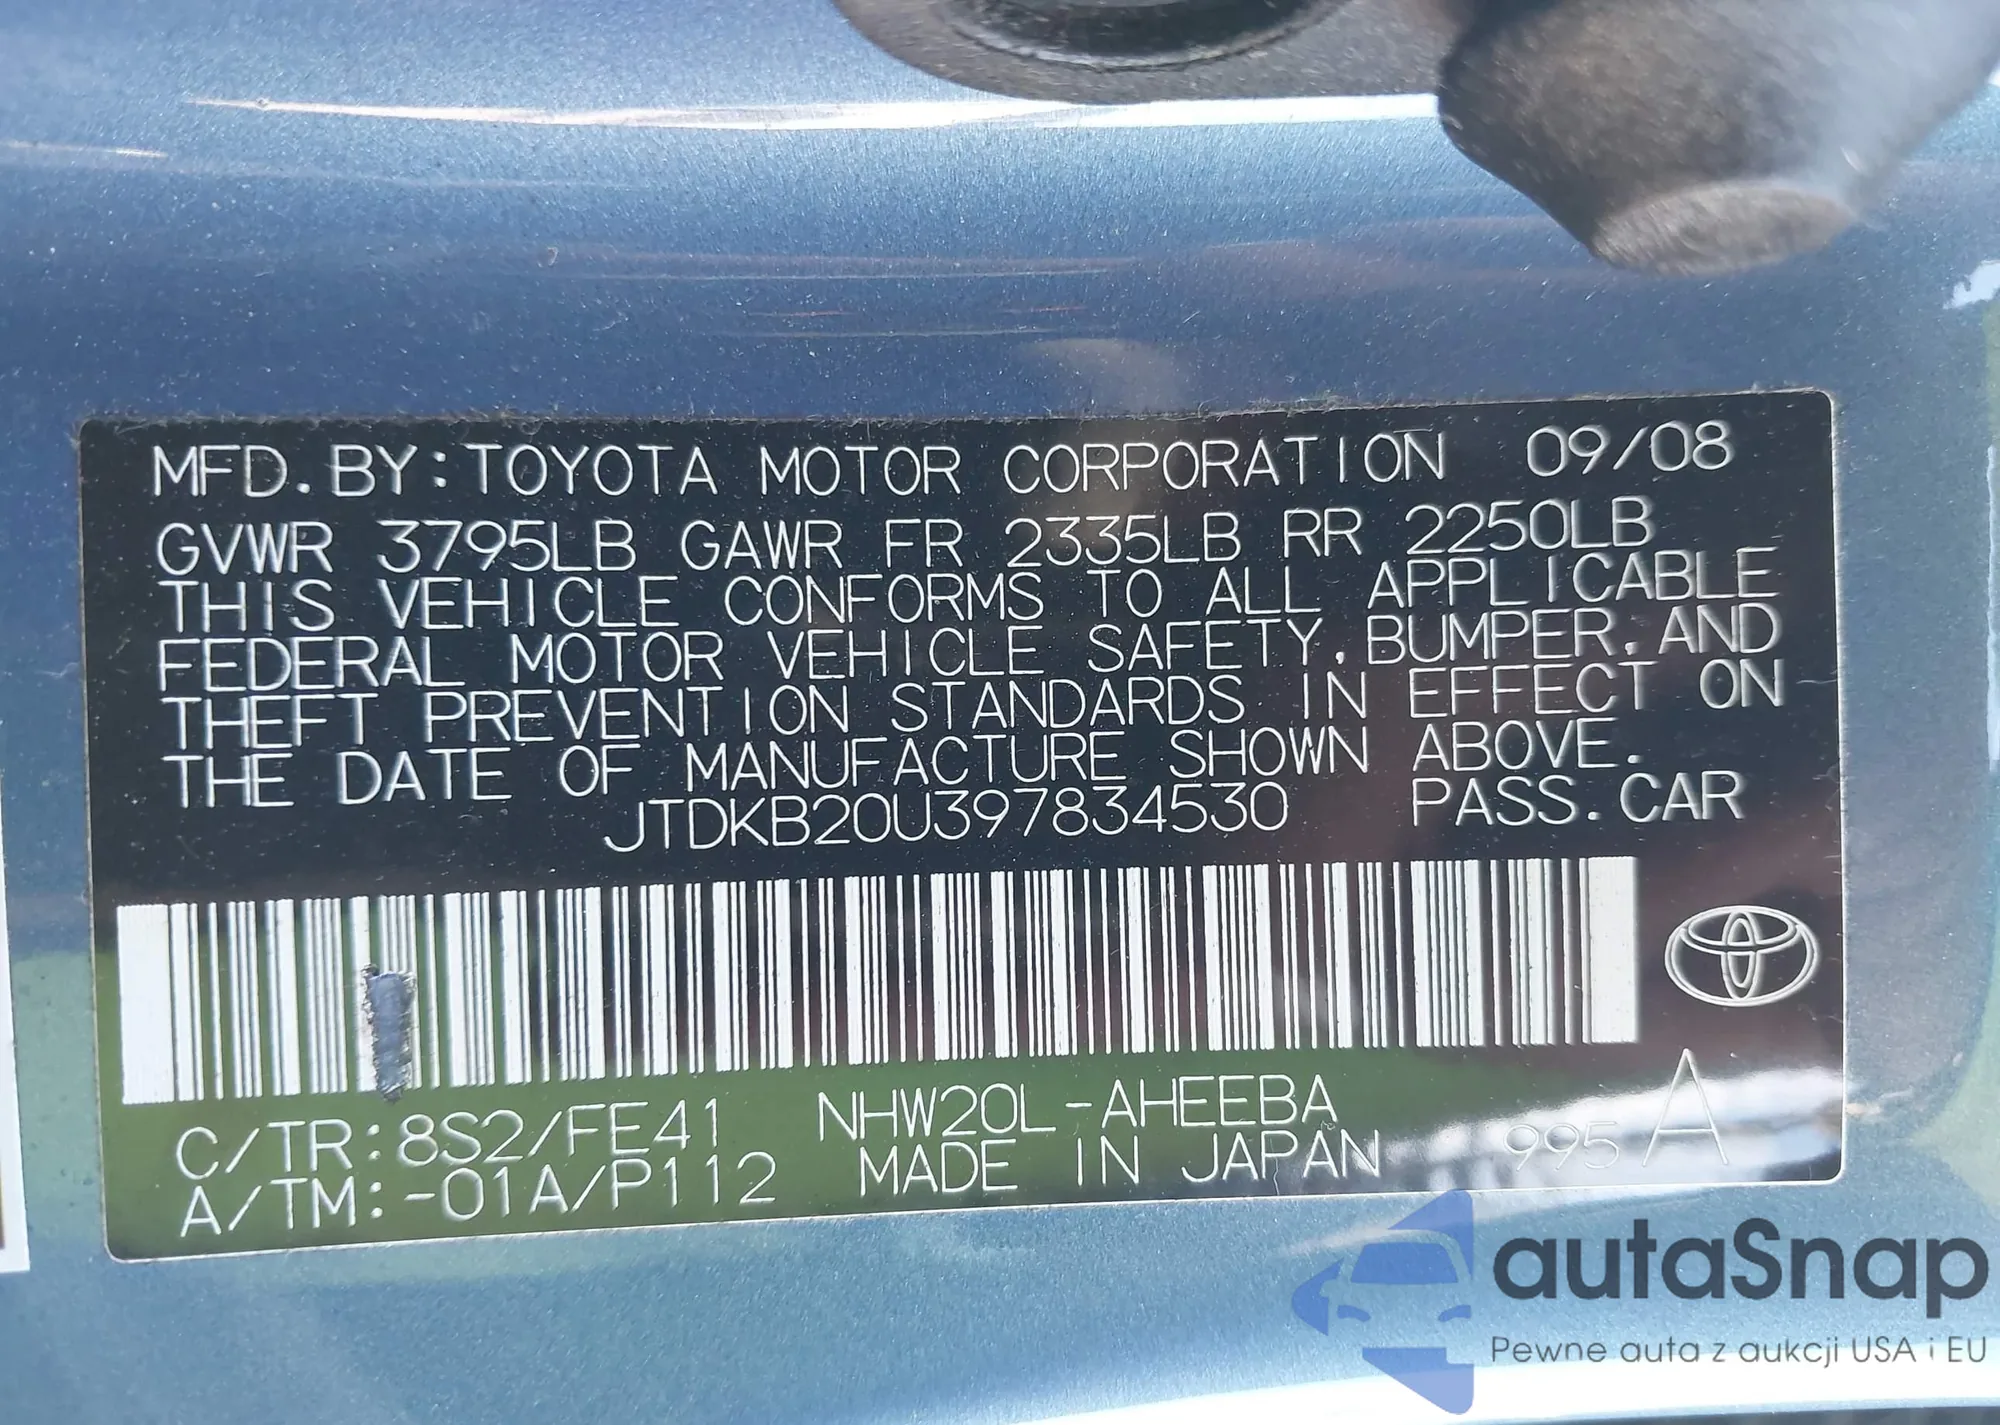 MFD. BY: TOYOTA MOTOR CORPORATION 09/08
GVWR 3795LB GAWR FR 2335LB RR 2250LB
THIS VEHICLE CONFORMS TO ALL APPLICABLE
FEDERAL MOTOR VEHICLE SAFETY, BUMPER, AND
THEFT PREVENTION STANDARDS IN EFFECT ON
THE DATE OF MANUFACTURE SHOWN ABOVE.
JTDKB20U397834530 PASS. CAR
C/TR: 8S2/FE41 NHW20L-AHEEBA
A/TM: -01A/P112 MADE IN JAPAN 995 A
autaSnap
Pewne auta z aukcji USA i EU